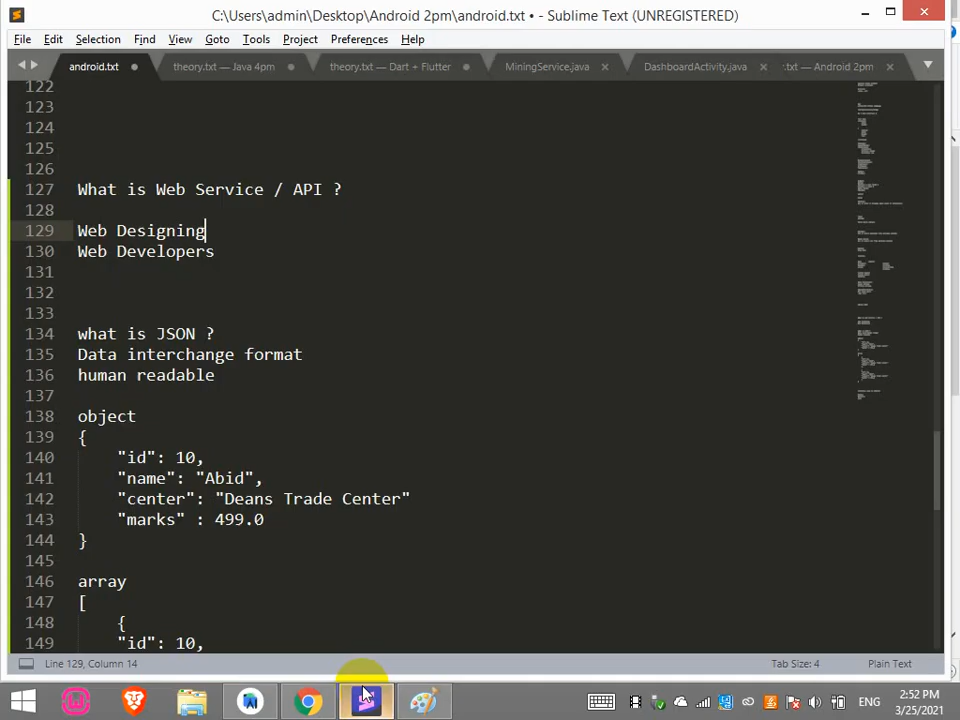 C:\Users\admin\Desktop\Android 2pm\android.txt • - Sublime Text (UNREGISTERED)
File Edit Selection Find View Goto Tools Project Preferences Help
android.txt theory.txt — Java 4pm theory.txt — Dart + Flutter MiningService.java DashboardActivity.java .txt — Android 2pm
122
123
124
125
126
127 What is Web Service / API ?
128
129 Web Designing
130 Web Developers
131
132
133
134 what is JSON ?
135 Data interchange format
136 human readable
137
138 object
139 {
140 "id": 10,
141 "name": "Abid",
142 "center": "Deans Trade Center"
143 "marks" : 499.0
144 }
145
146 array
147 [
148 {
149 "id": 10,
Line 129, Column 14 Tab Size: 4 Plain Text
ENG
2:52 PM
3/25/2021